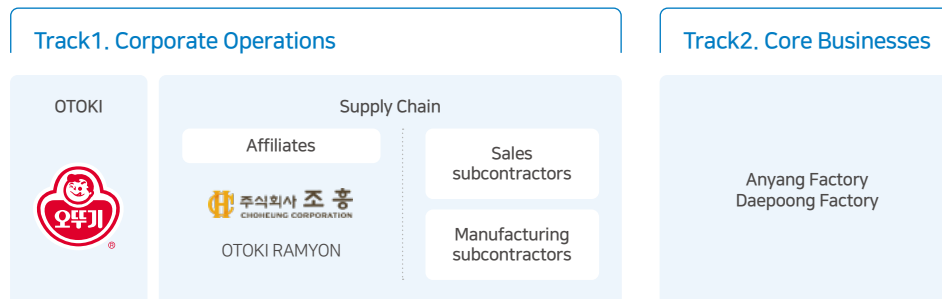 Track1. Corporate Operations
Track2. Core Businesses
OTOKI
오뚜기
®
Supply Chain
Affiliates
주식회사 조 흥
CHOHEUNG CORPORATION
OTOKI RAMYON
Sales
subcontractors
Manufacturing
subcontractors
Anyang Factory
Daepoong Factory